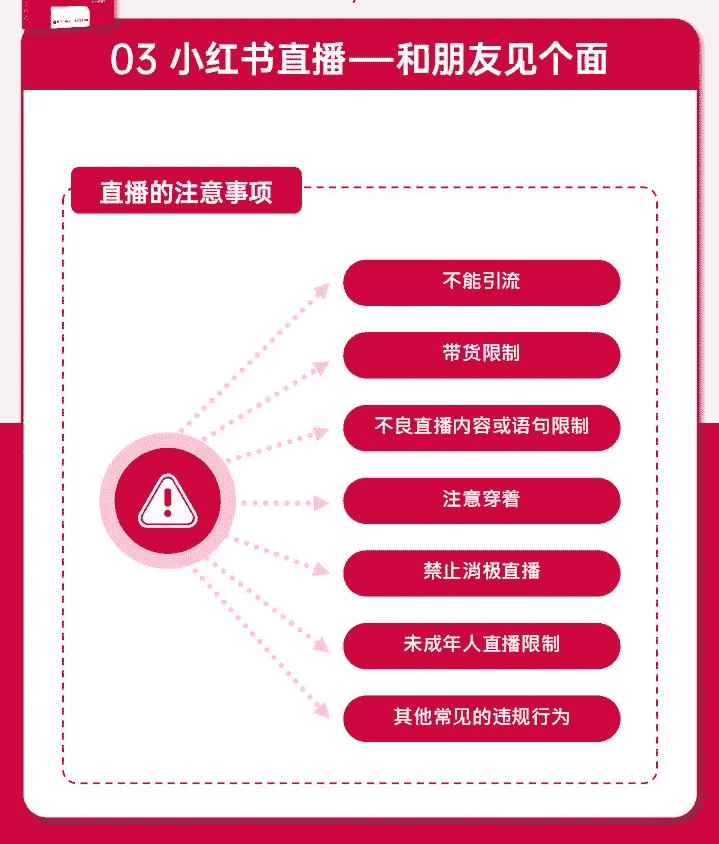 03 小红书直播——和朋友见个面
直播的注意事项
不能引流
带货限制
不良直播内容或语句限制
注意穿着
禁止消极直播
未成年人直播限制
其他常见的违规行为